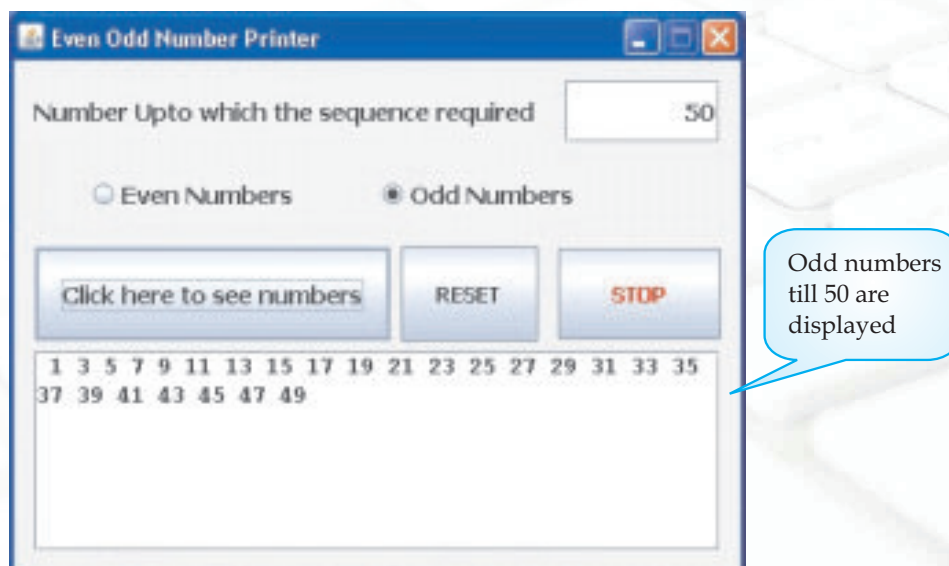 Even Odd Number Printer
Number Upto which the sequence required 50
Even Numbers Odd Numbers
Click here to see numbers RESET STOP
1 3 5 7 9 11 13 15 17 19 21 23 25 27 29 31 33 35
37 39 41 43 45 47 49
Odd numbers
till 50 are
displayed